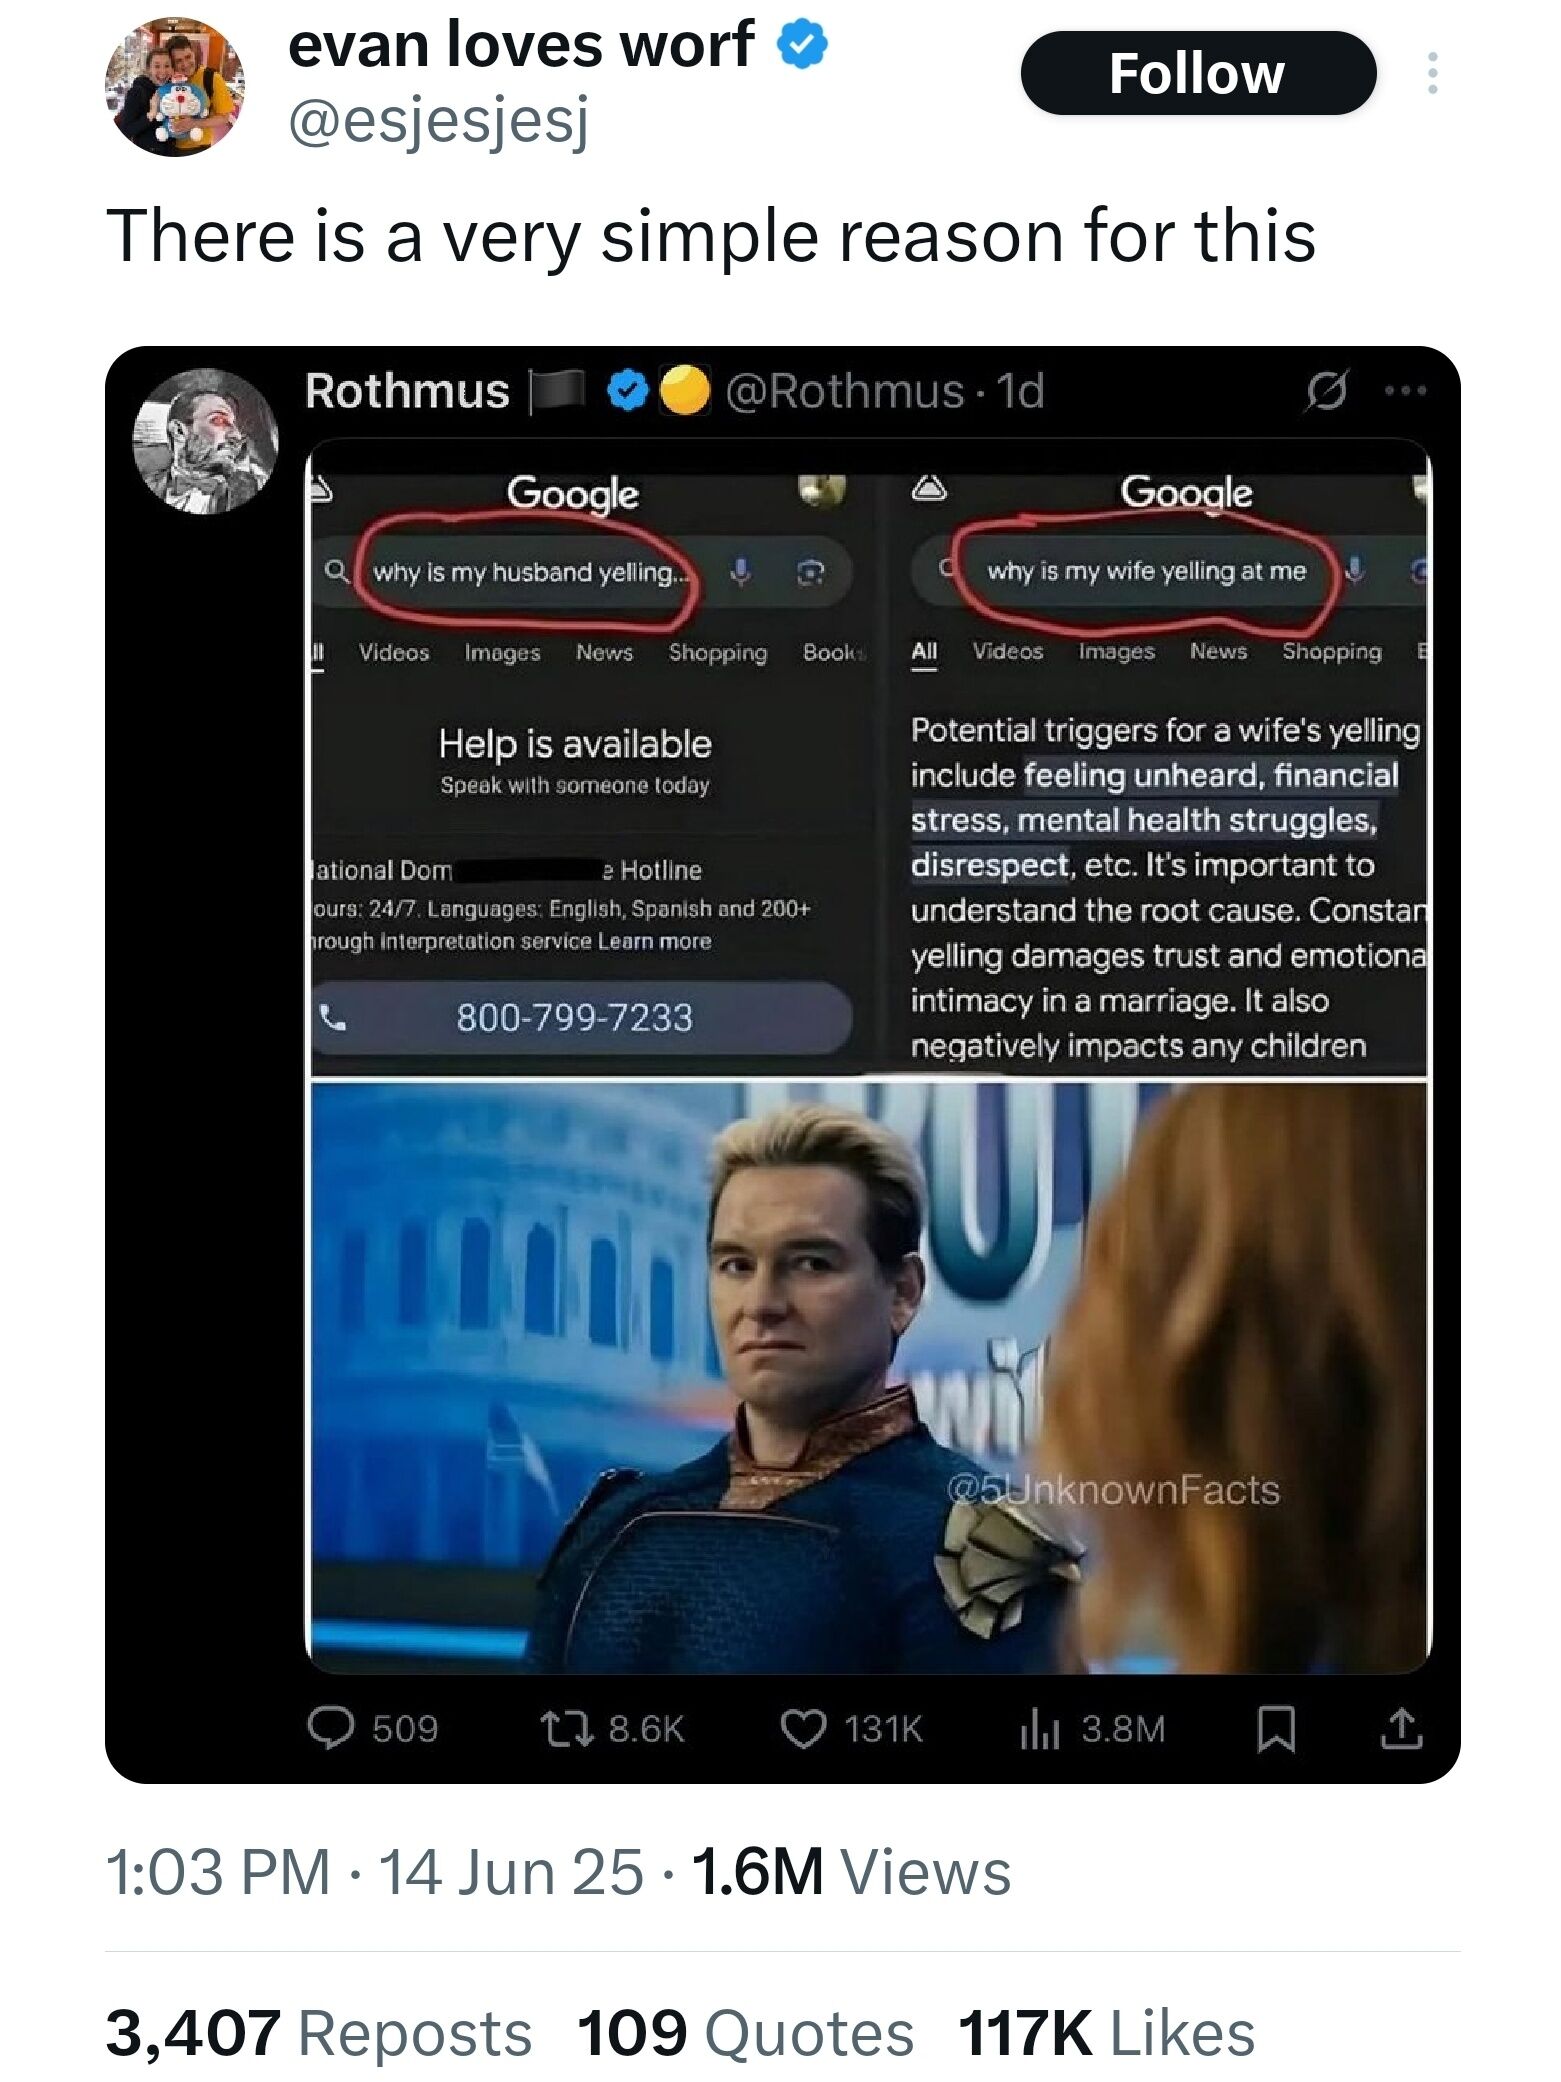 evan loves worf
@esjesjesj
Follow
There is a very simple reason for this
Rothmus @Rothmus · 1d
Google
why is my husband yelling...
ll Videos Images News Shopping Books
Help is available
Speak with someone today
lational Dom e Hotline
ours: 24/7. Languages: English, Spanish and 200+
hrough interpretation service Learn more
800-799-7233
Google
why is my wife yelling at me
All Videos Images News Shopping
Potential triggers for a wife's yelling
include feeling unheard, financial
stress, mental health struggles,
disrespect, etc. It's important to
understand the root cause. Constan
yelling damages trust and emotiona
intimacy in a marriage. It also
negatively impacts any children
@5UnknownFacts
509 8.6K 131K 3.8M
1:03 PM · 14 Jun 25 · 1.6M Views
3,407 Reposts 109 Quotes 117K Likes